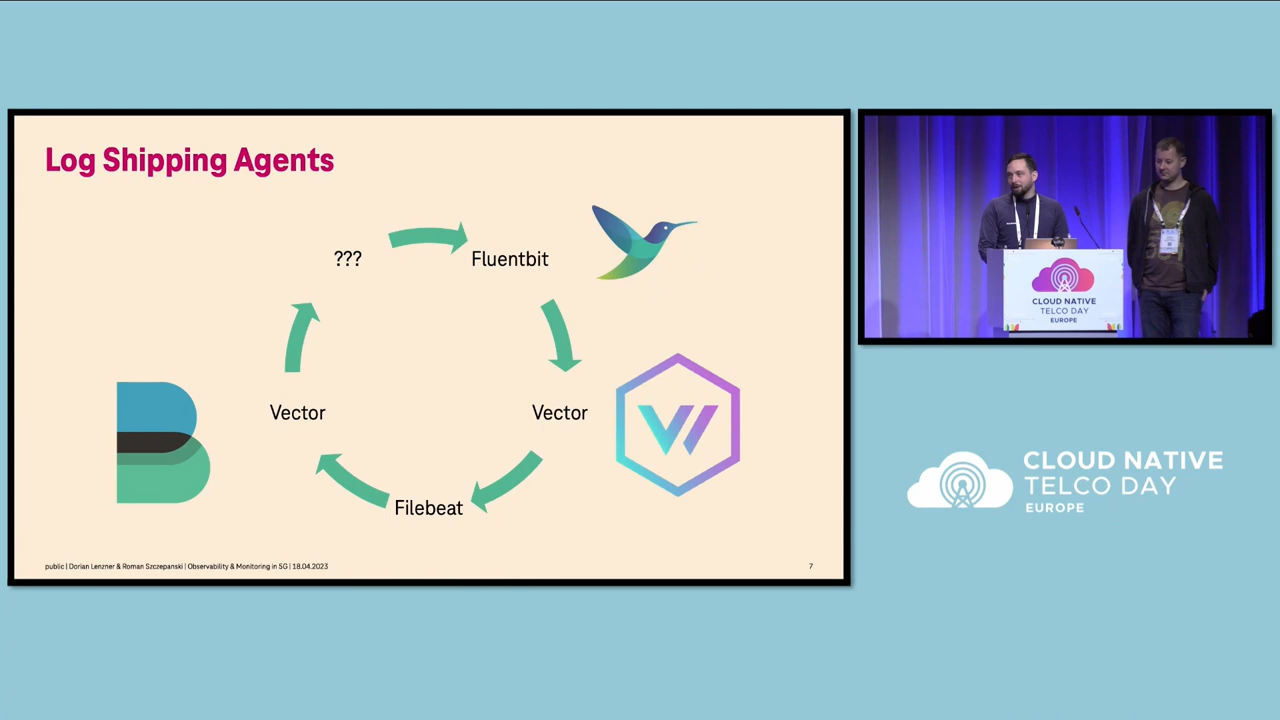 Log Shipping Agents
???
Fluentbit
Vector
Vector
Filebeat
public | Dorian Lenzner & Roman Szczepanski | Observability & Monitoring in 5G | 18.04.2023
7
CLOUD NATIVE
TELCO DAY
EUROPE
CLOUD NATIVE
TELCO DAY
EUROPE